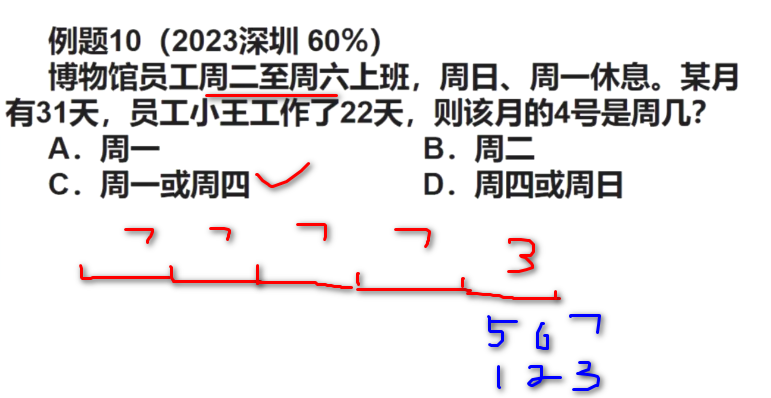 例题10（2023深圳 60%）
博物馆员工周二至周六上班，周日、周一休息。某月
有31天，员工小王工作了22天，则该月的4号是周几？
A．周一 B．周二
C．周一或周四 D．周四或周日
7 7 7 7 3
5 6 7
1 2 3